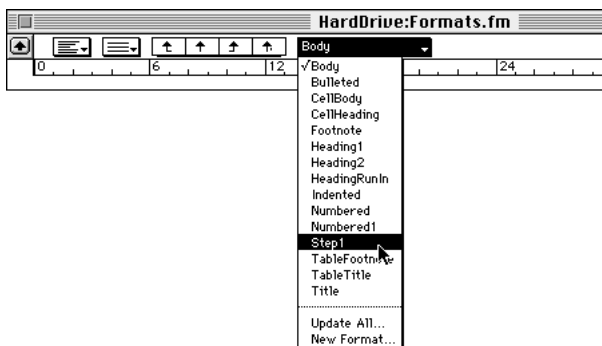 HardDrive:Formats.fm
Body
0 6 12 24
√Body
Bulleted
CellBody
CellHeading
Footnote
Heading1
Heading2
HeadingRunIn
Indented
Numbered
Numbered1
Step1
TableFootnote
TableTitle
Title
Update All...
New Format...